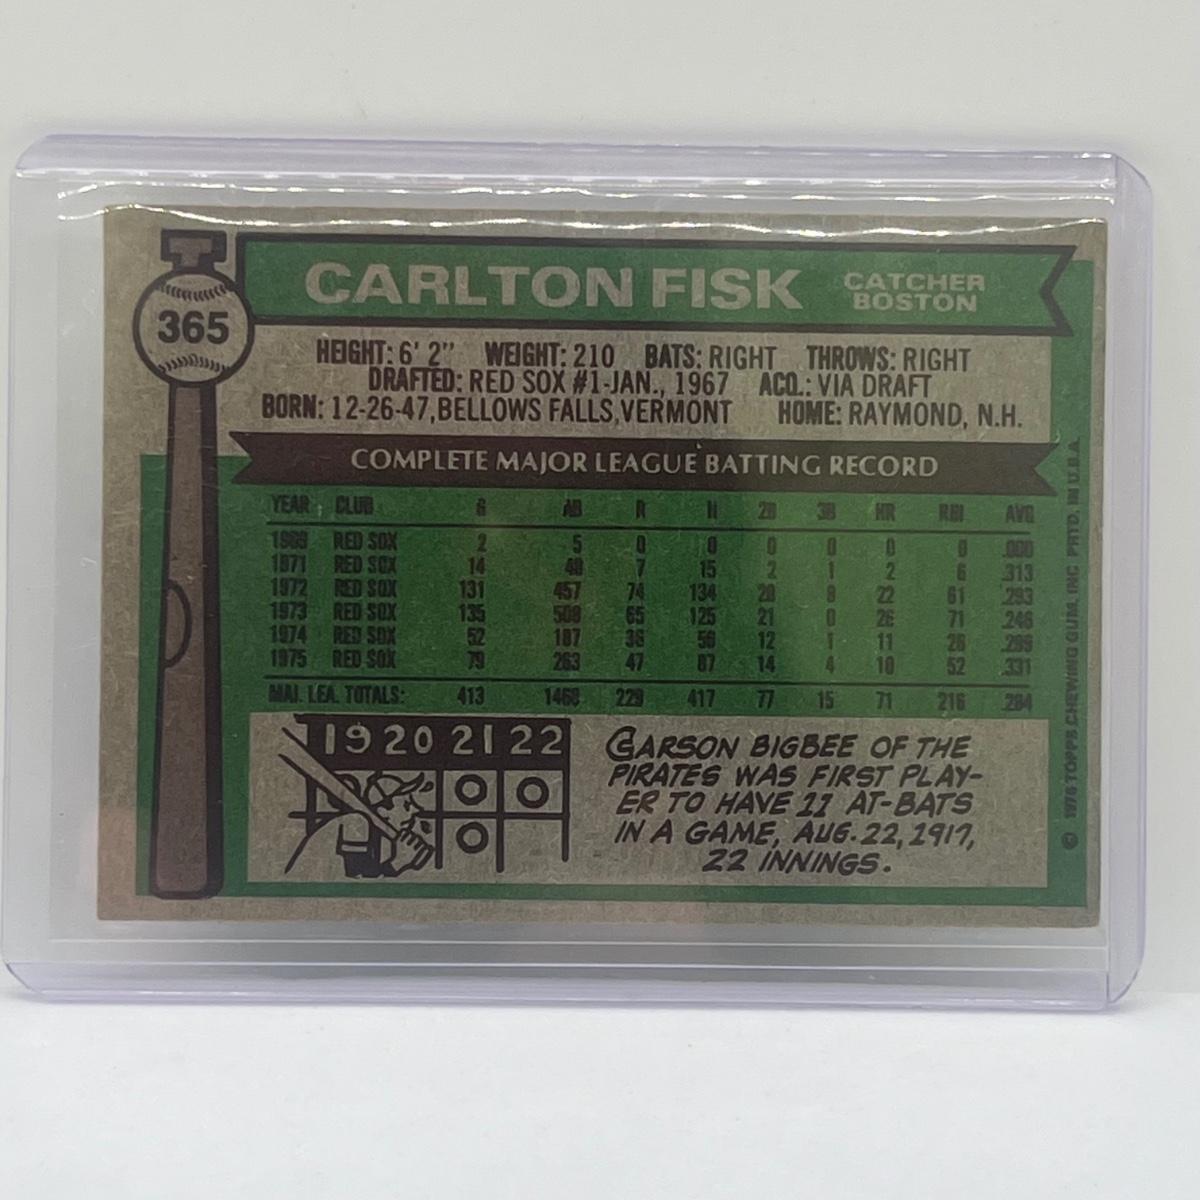 365
CARLTON FISK
CATCHER
BOSTON
HEIGHT: 6' 2" WEIGHT: 210 BATS: RIGHT THROWS: RIGHT
DRAFTED: RED SOX #1-JAN., 1967 ACQ.: VIA DRAFT
BORN: 12-26-47, BELLOWS FALLS, VERMONT HOME: RAYMOND, N.H.
COMPLETE MAJOR LEAGUE BATTING RECORD
YEAR CLUB G AB R H 2B 3B HR RBI AVG
1969 RED SOX 2 5 0 0 0 0 0 0 .000
1971 RED SOX 14 48 7 15 2 1 2 6 .313
1972 RED SOX 131 457 74 134 28 9 22 61 .293
1973 RED SOX 135 508 65 125 21 0 26 71 .246
1974 RED SOX 52 187 36 56 12 1 11 26 .299
1975 RED SOX 79 263 47 87 14 4 10 52 .331
MAJ. LEA. TOTALS: 413 1468 229 417 77 15 71 216 .284
19 20 21 22
GARSON BIGBEE OF THE
PIRATES WAS FIRST PLAY-
ER TO HAVE 11 AT-BATS
IN A GAME, AUG. 22, 1917,
22 INNINGS.
© 1976 TOPPS CHEWING GUM, INC PRTD. IN U.S.A.